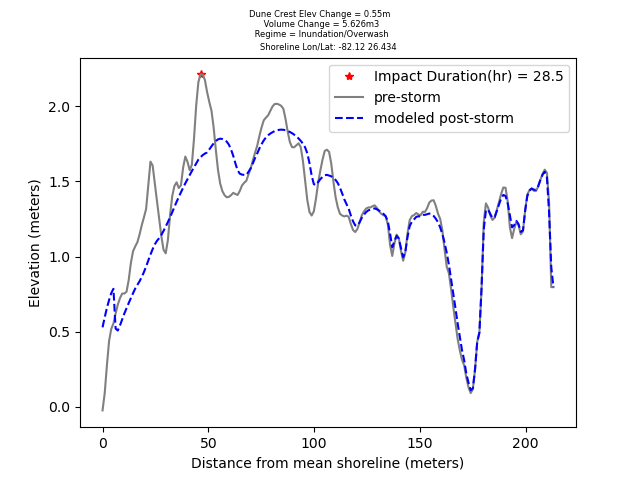 Dune Crest Elev Change = 0.55m
Volume Change = 5.626m3
Regime = Inundation/Overwash
Shoreline Lon/Lat: -82.12 26.434
Impact Duration(hr) = 28.5
pre-storm
modeled post-storm
Elevation (meters)
2.0
1.5
1.0
0.5
0.0
0 50 100 150 200
Distance from mean shoreline (meters)